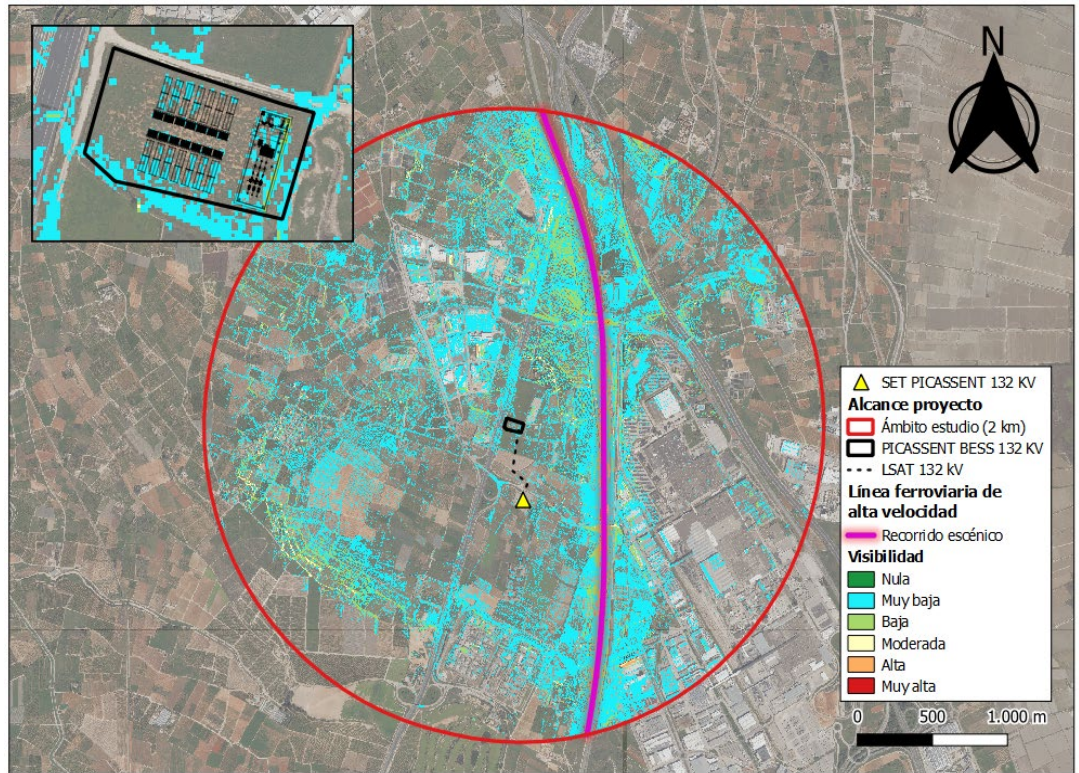 N
SET PICASSENT 132 KV
Alcance proyecto
Ámbito estudio (2 km)
PICASSENT BESS 132 KV
LSAT 132 kV
Línea ferroviaria de
alta velocidad
Recorrido escénico
Visibilidad
Nula
Muy baja
Baja
Moderada
Alta
Muy alta
0 500 1.000 m